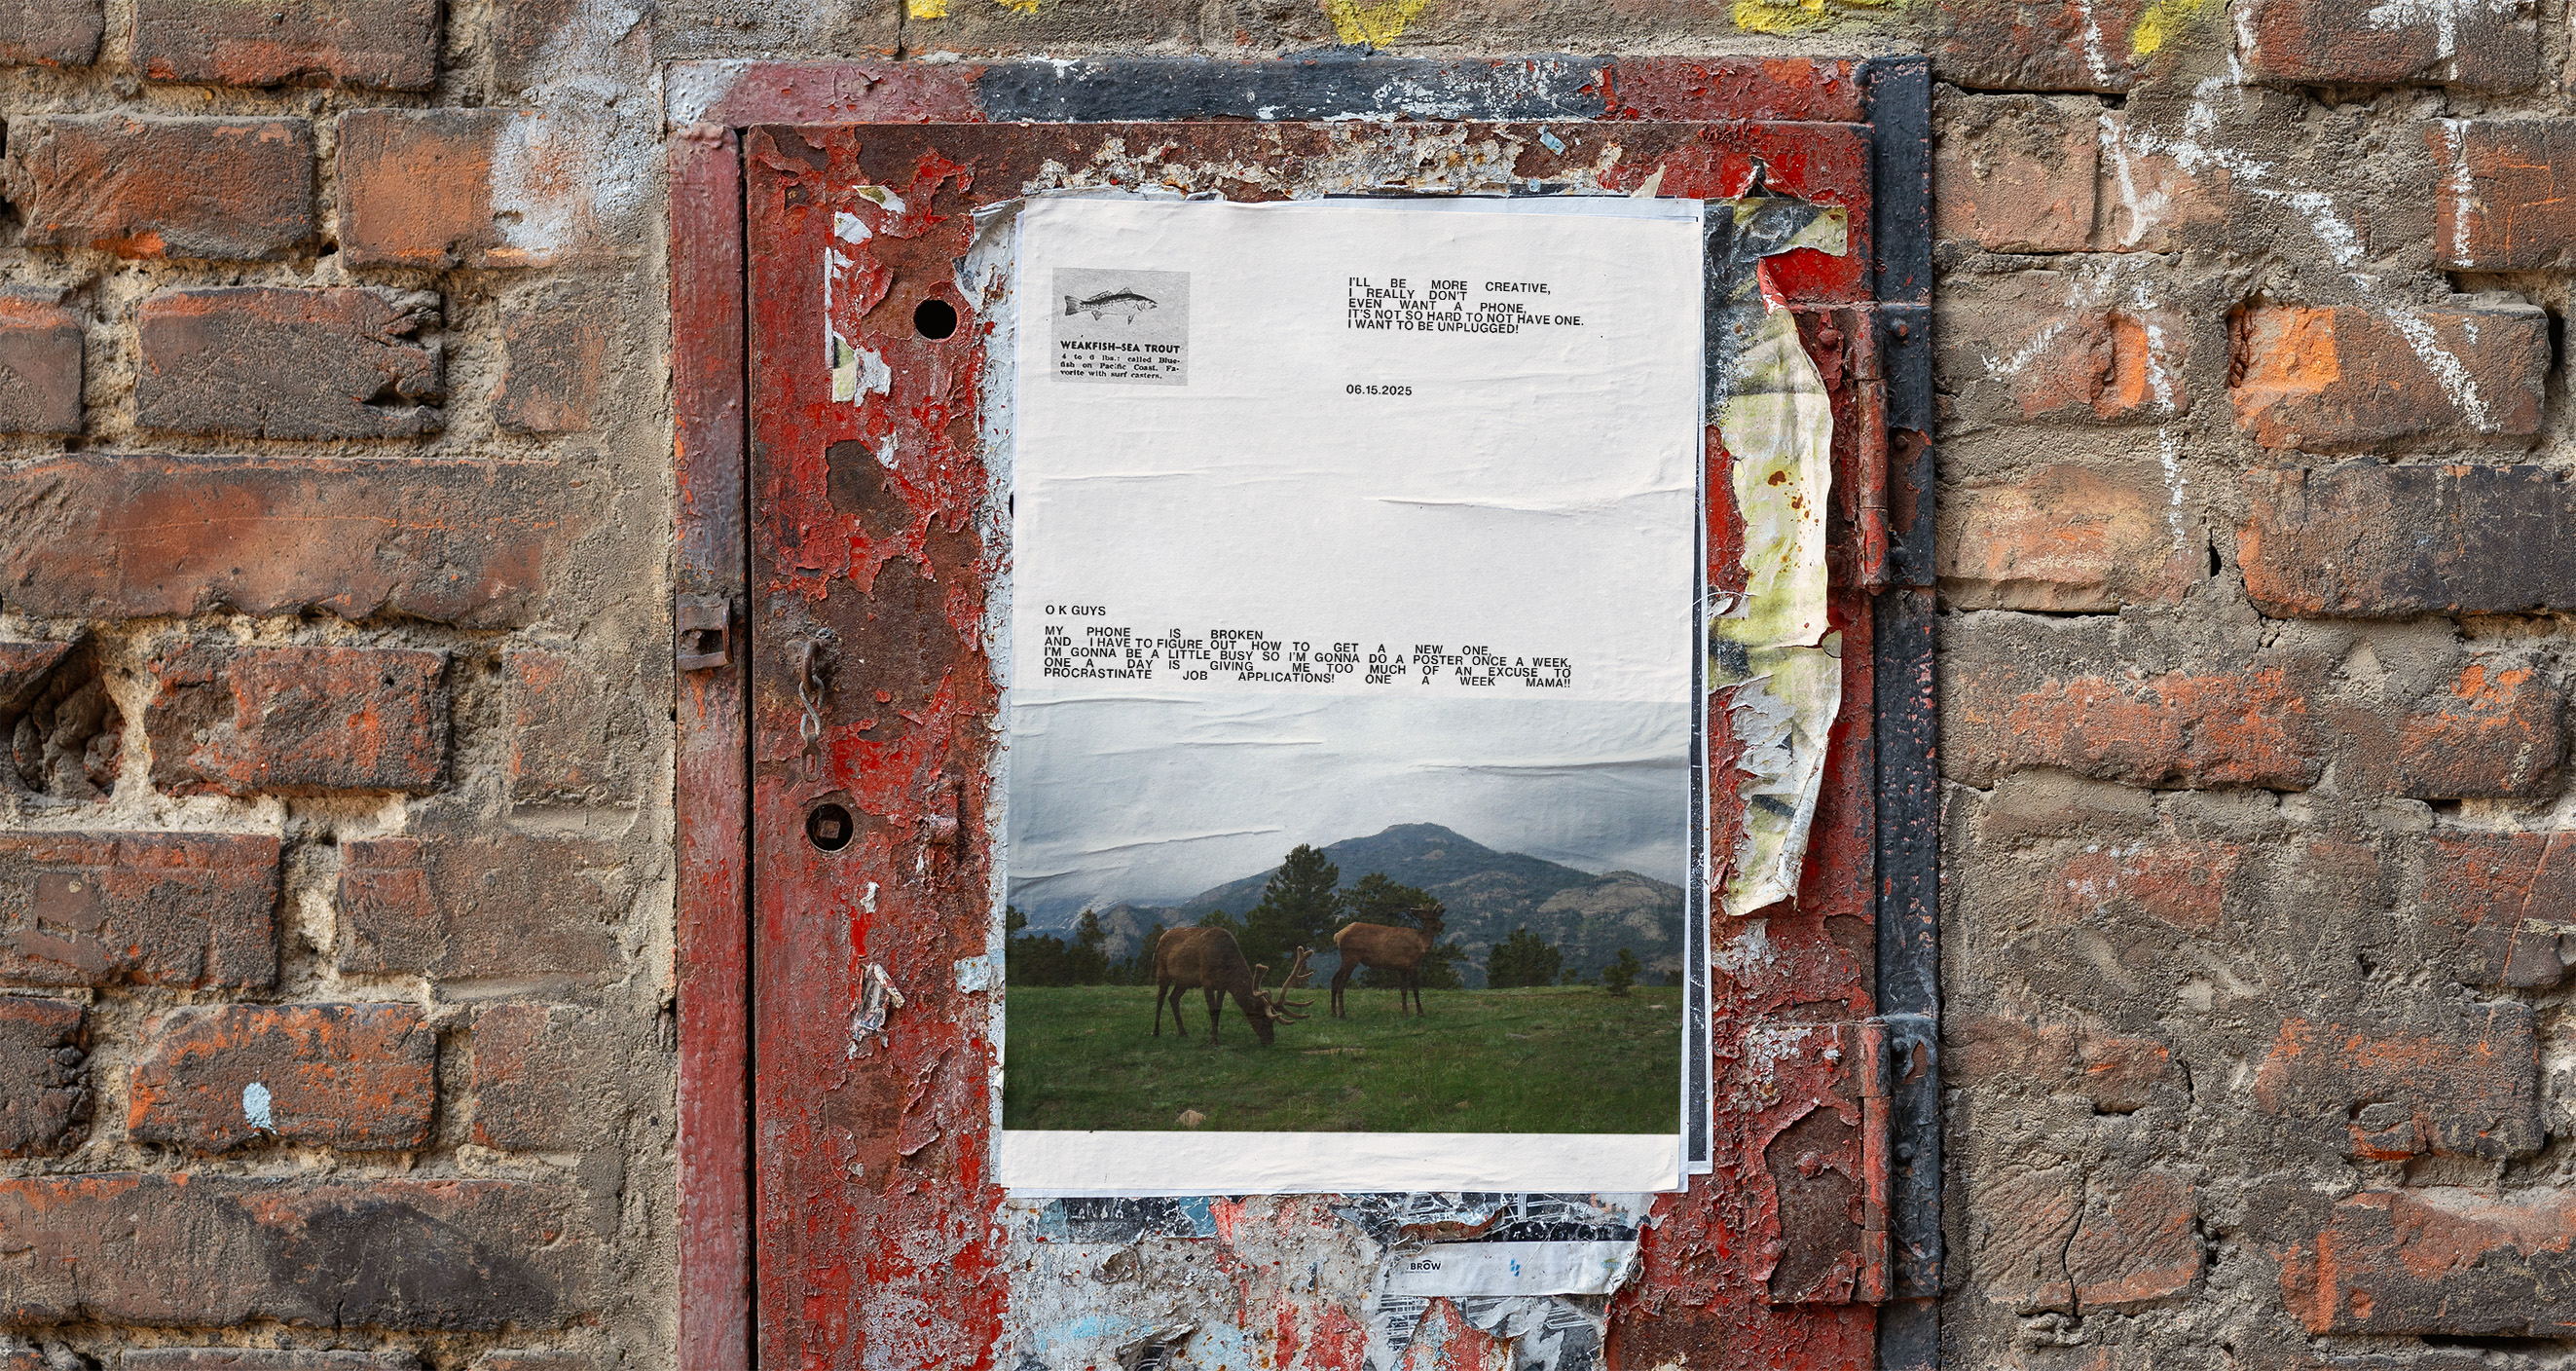 WEAKFISH–SEA TROUT
4 to 6 lbs.: called Blue-
fish on Pacific Coast. Fa-
vorite with surf casters.
I'LL BE MORE CREATIVE,
I REALLY DON'T
EVEN WANT A PHONE,
IT'S NOT SO HARD TO NOT HAVE ONE.
I WANT TO BE UNPLUGGED!
06.15.2025
O K GUYS
MY PHONE IS BROKEN
AND I HAVE TO FIGURE OUT HOW TO GET A NEW ONE,
I'M GONNA BE A LITTLE BUSY SO I'M GONNA DO A POSTER ONCE A WEEK,
ONE A DAY IS GIVING ME TOO MUCH OF AN EXCUSE TO
PROCRASTINATE JOB APPLICATIONS! ONE A WEEK MAMA!!
BROW